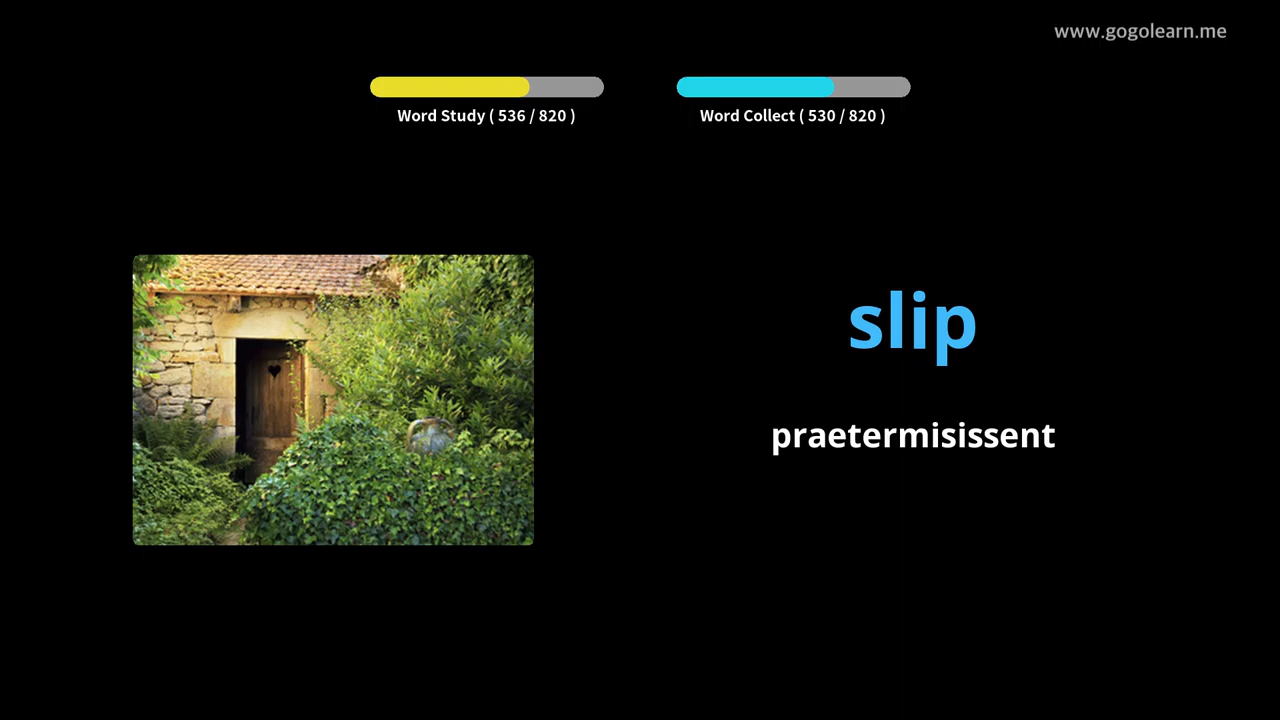 www.gogolearn.me
Word Study ( 536 / 820 )
Word Collect ( 530 / 820 )
slip
praetermisissent